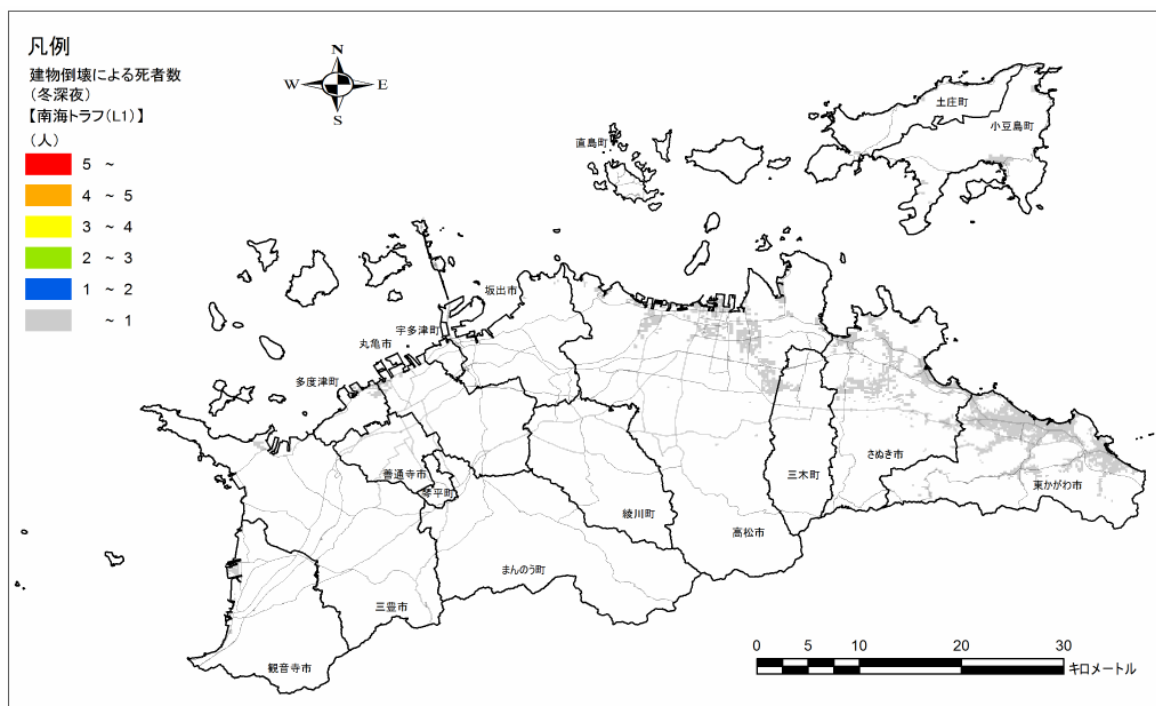 凡例
建物倒壊による死者数
(冬深夜)
【南海トラフ(L1)】
(人)
5 ~
4 ~ 5
3 ~ 4
2 ~ 3
1 ~ 2
~ 1
N
W
E
S
土庄町
小豆島町
直島町
坂出市
宇多津町
丸亀市
多度津町
善通寺市
琴平町
さぬき市
三木町
東かがわ市
綾川町
高松市
まんのう町
三豊市
観音寺市
0 5 10 20 30
キロメートル